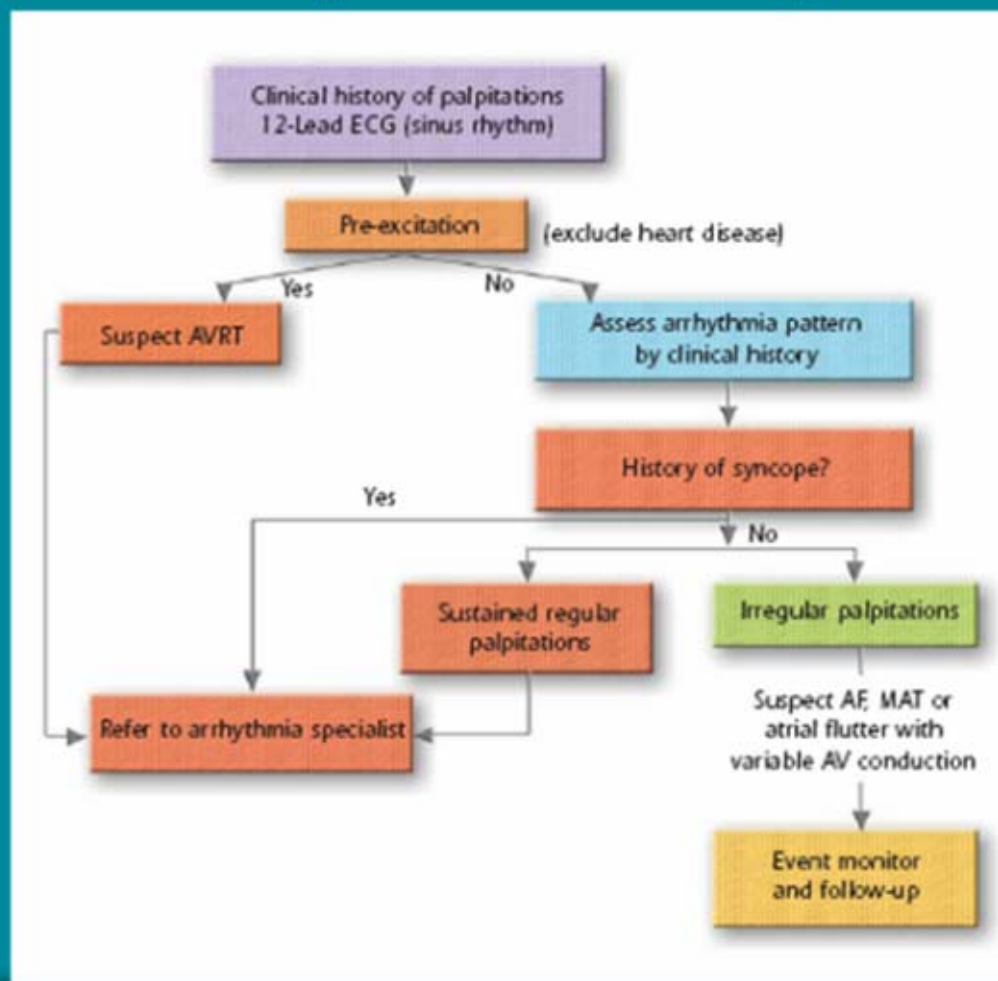 Clinical history of palpitations
12-Lead ECG (sinus rhythm)
Pre-excitation
(exclude heart disease)
Yes
No
Suspect AVRT
Assess arrhythmia pattern
by clinical history
History of syncope?
Yes
No
Sustained regular
palpitations
Irregular palpitations
Refer to arrhythmia specialist
Suspect AF, MAT or
atrial flutter with
variable AV conduction
Event monitor
and follow-up